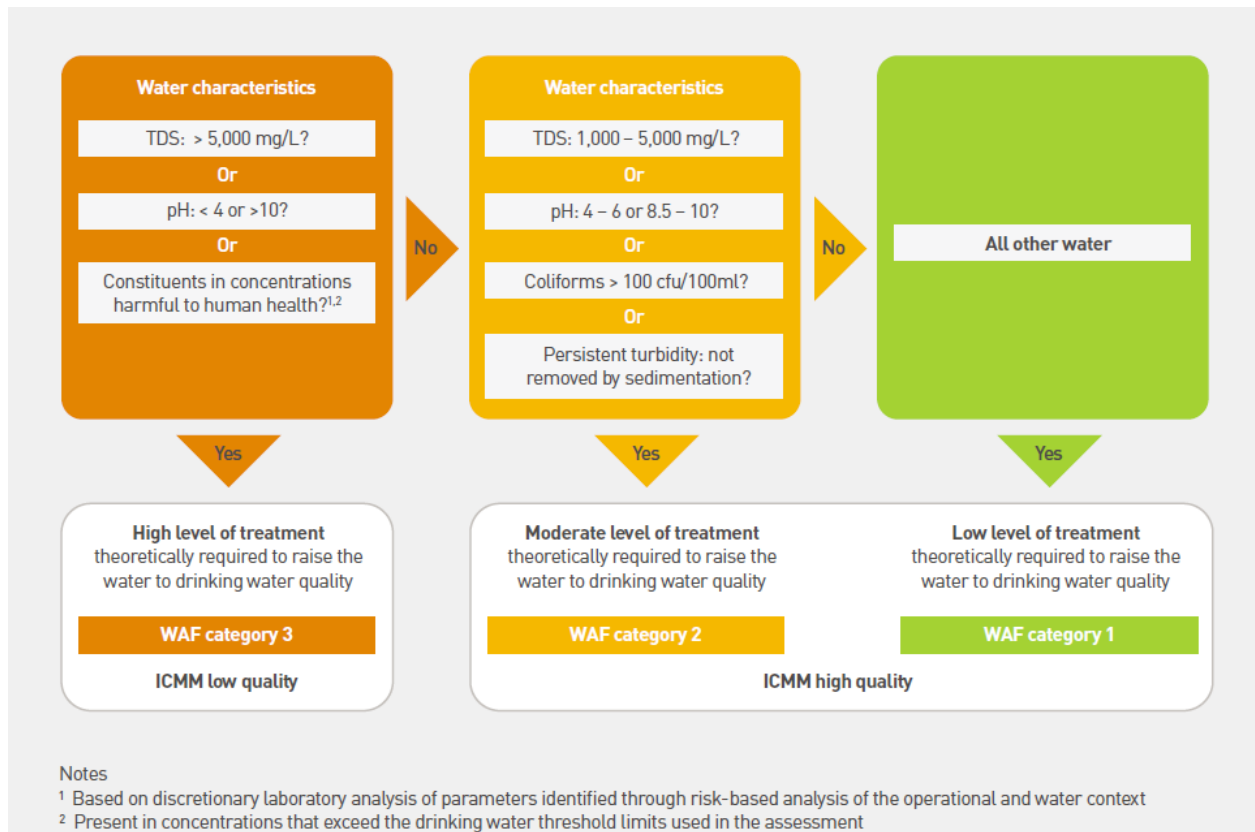 Water characteristics
TDS: > 5,000 mg/L?
Or
pH: < 4 or >10?
Or
Constituents in concentrations
harmful to human health?¹,²
No
Water characteristics
TDS: 1,000 – 5,000 mg/L?
Or
pH: 4 – 6 or 8.5 – 10?
Or
Coliforms > 100 cfu/100ml?
Or
Persistent turbidity: not
removed by sedimentation?
No
All other water
Yes
Yes
Yes
High level of treatment
theoretically required to raise the
water to drinking water quality
WAF category 3
ICMM low quality
Moderate level of treatment
theoretically required to raise the
water to drinking water quality
WAF category 2
Low level of treatment
theoretically required to raise the
water to drinking water quality
WAF category 1
ICMM high quality
Notes
¹ Based on discretionary laboratory analysis of parameters identified through risk-based analysis of the operational and water context
² Present in concentrations that exceed the drinking water threshold limits used in the assessment